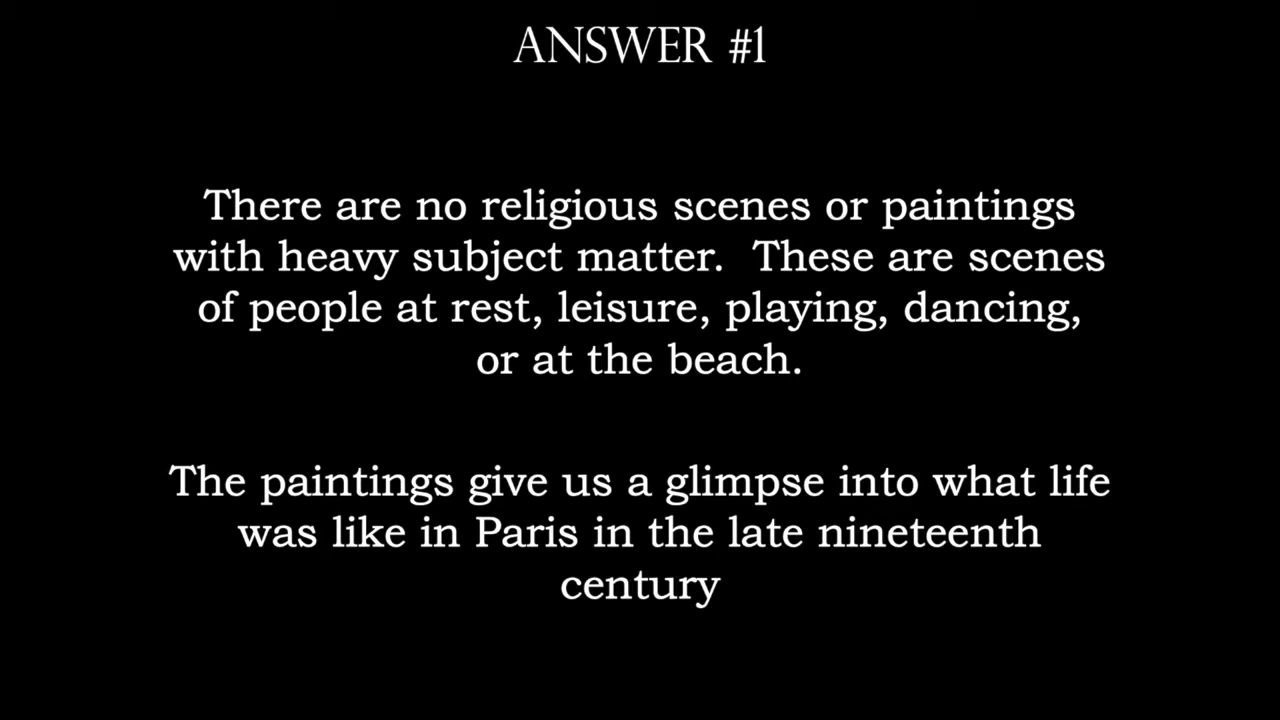 ANSWER #1
There are no religious scenes or paintings
with heavy subject matter.  These are scenes
of people at rest, leisure, playing, dancing,
or at the beach.
The paintings give us a glimpse into what life
was like in Paris in the late nineteenth
century